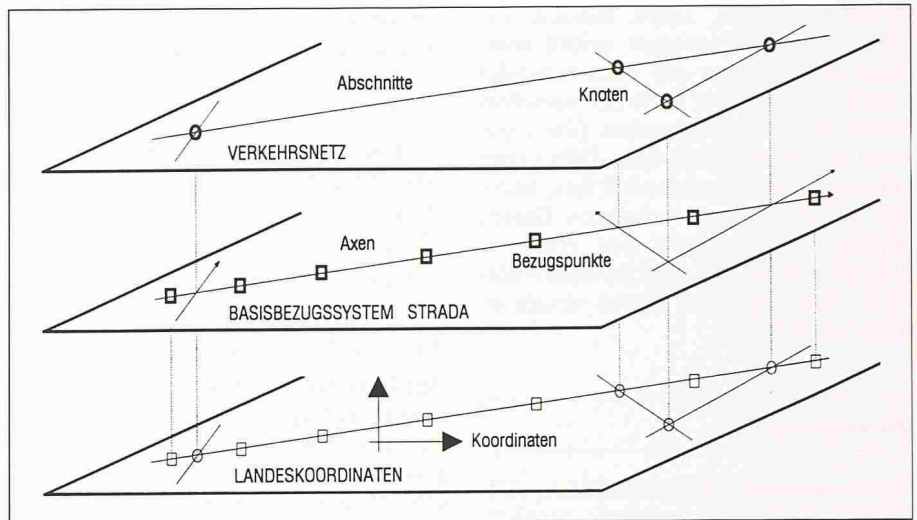 Abschnitte
Knoten
VERKEHRSNETZ
Axen
Bezugspunkte
BASISBEZUGSSYSTEM STRADA
Koordinaten
LANDESKOORDINATEN